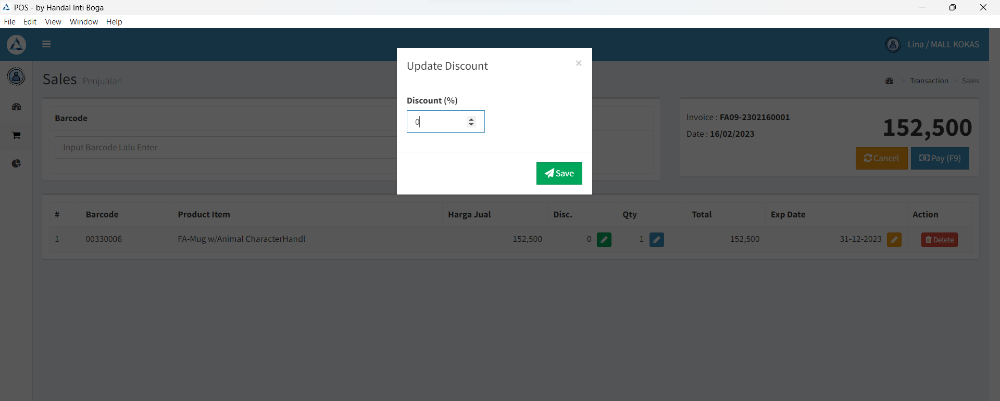 POS - by Handal Inti Boga
File Edit View Window Help
Lina / MALL KOKAS
Sales Penjualan
> Transaction > Sales
Update Discount ×
Discount (%)
0
Save
Barcode
Input Barcode Lalu Enter
Invoice : FA09-2302160001
Date : 16/02/2023
152,500
Cancel Pay (F9)
# Barcode Product Item Harga Jual Disc. Qty Total Exp Date Action
1 00330006 FA-Mug w/Animal CharacterHandl 152,500 0 1 152,500 31-12-2023 Delete